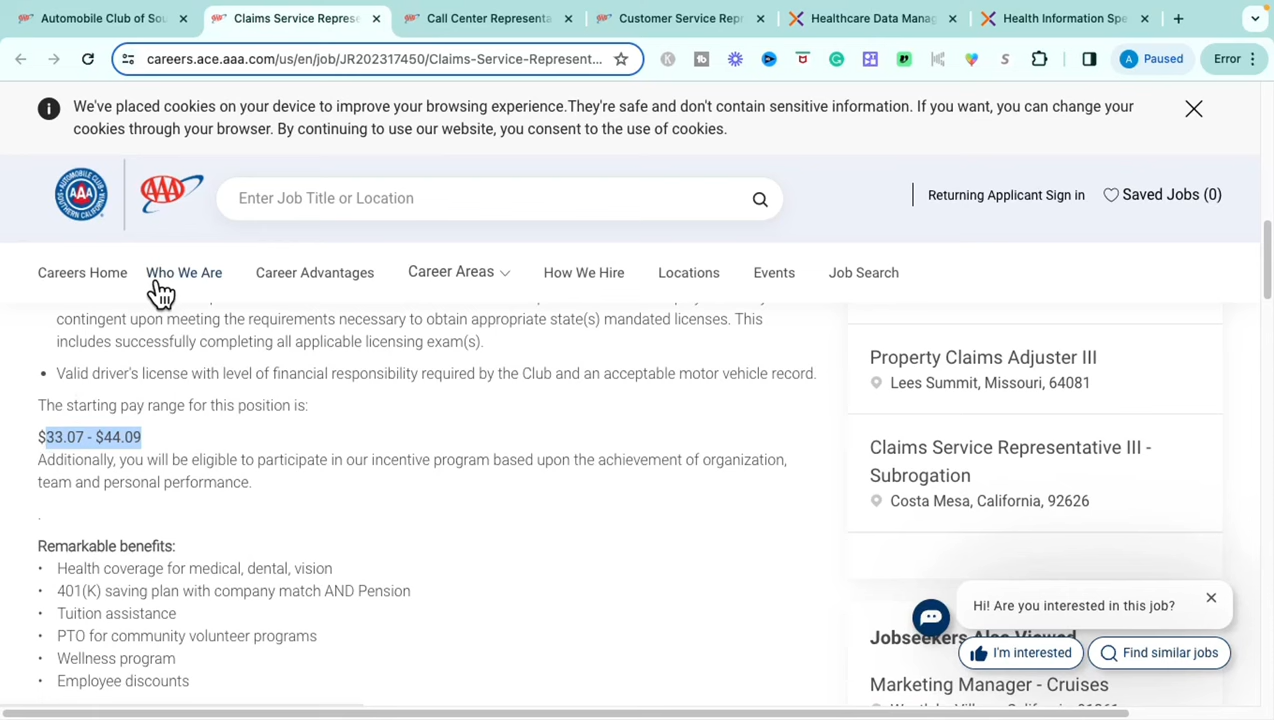 Automobile Club of Sou
Claims Service Represe
Call Center Representa
Customer Service Repr
Healthcare Data Manag
Health Information Spe
careers.ace.aaa.com/us/en/job/JR202317450/Claims-Service-Represent...
A Paused
Error
We've placed cookies on your device to improve your browsing experience.They're safe and don't contain sensitive information. If you want, you can change your
cookies through your browser. By continuing to use our website, you consent to the use of cookies.
AUTOMOBILE CLUB
AAA
SOUTHERN CALIFORNIA
AAA
Enter Job Title or Location
Returning Applicant Sign in
Saved Jobs (0)
Careers Home
Who We Are
Career Advantages
Career Areas
How We Hire
Locations
Events
Job Search
contingent upon meeting the requirements necessary to obtain appropriate state(s) mandated licenses. This
includes successfully completing all applicable licensing exam(s).
• Valid driver's license with level of financial responsibility required by the Club and an acceptable motor vehicle record.
The starting pay range for this position is:
$33.07 - $44.09
Additionally, you will be eligible to participate in our incentive program based upon the achievement of organization,
team and personal performance.
.
Remarkable benefits:
• Health coverage for medical, dental, vision
• 401(K) saving plan with company match AND Pension
• Tuition assistance
• PTO for community volunteer programs
• Wellness program
• Employee discounts
Property Claims Adjuster III
Lees Summit, Missouri, 64081
Claims Service Representative III -
Subrogation
Costa Mesa, California, 92626
Hi! Are you interested in this job?
Jobseekers Also Viewed
I'm interested
Find similar jobs
Marketing Manager - Cruises